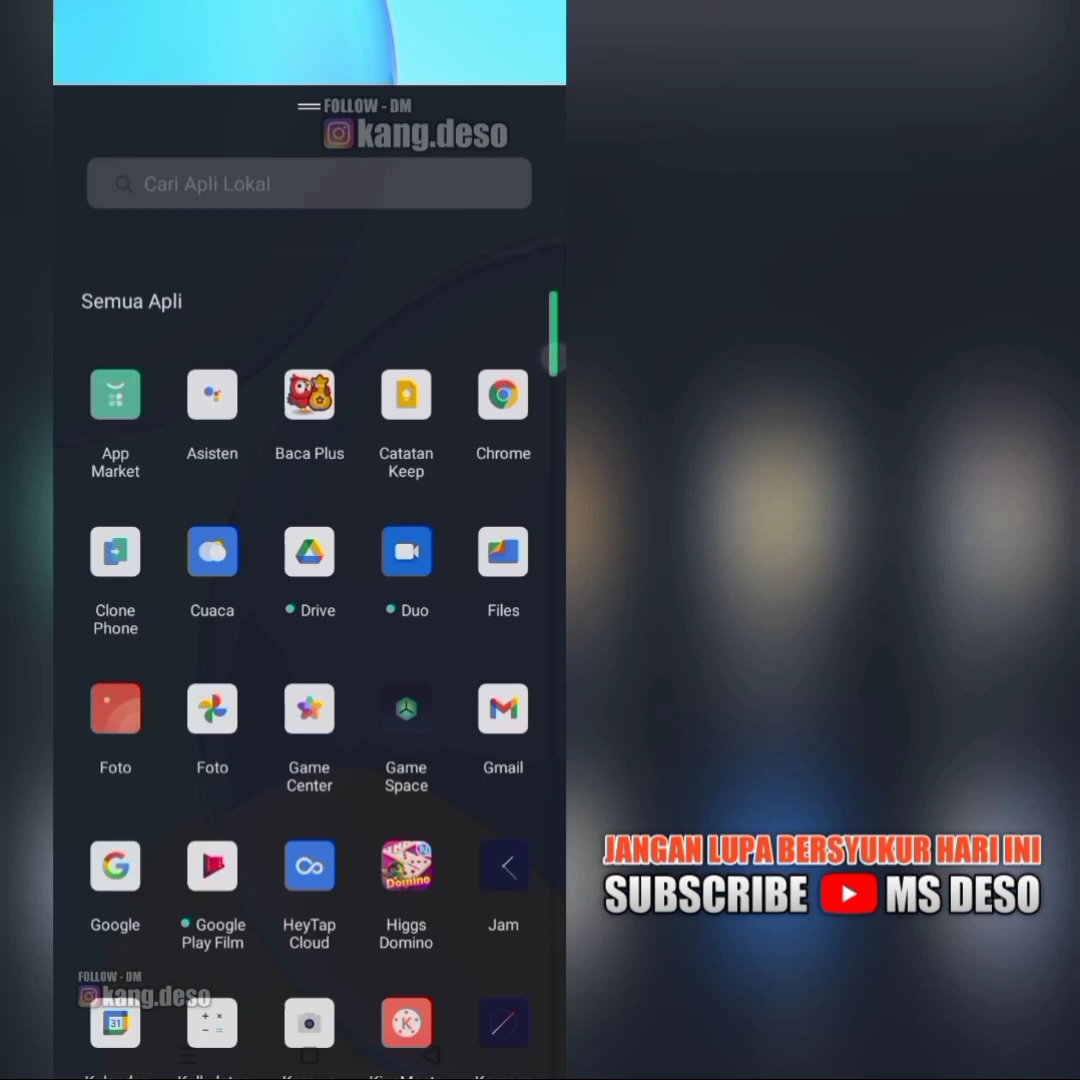 FOLLOW - DM
kang.deso
Cari Apli Lokal
Semua Apli
App Market
Asisten
Baca Plus
Catatan Keep
Chrome
Clone Phone
Cuaca
Drive
Duo
Files
Foto
Foto
Game Center
Game Space
Gmail
Google
Google Play Film
HeyTap Cloud
Domino
Higgs Domino
Jam
JANGAN LUPA BERSYUKUR HARI INI
SUBSCRIBE MS DESO
FOLLOW - DM
kang.deso
31